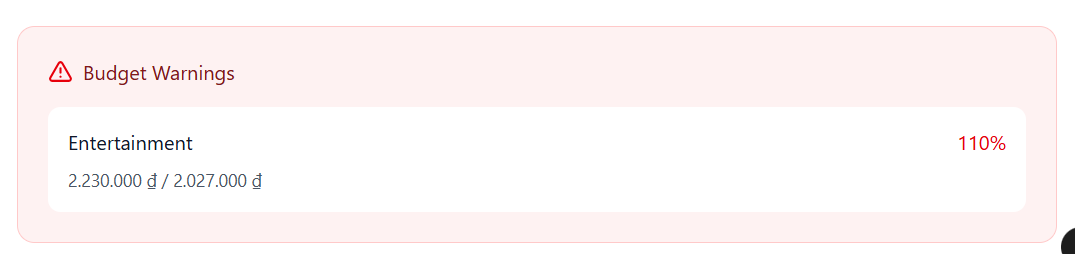 Budget Warnings
Entertainment
110%
2.230.000 ₫ / 2.027.000 ₫